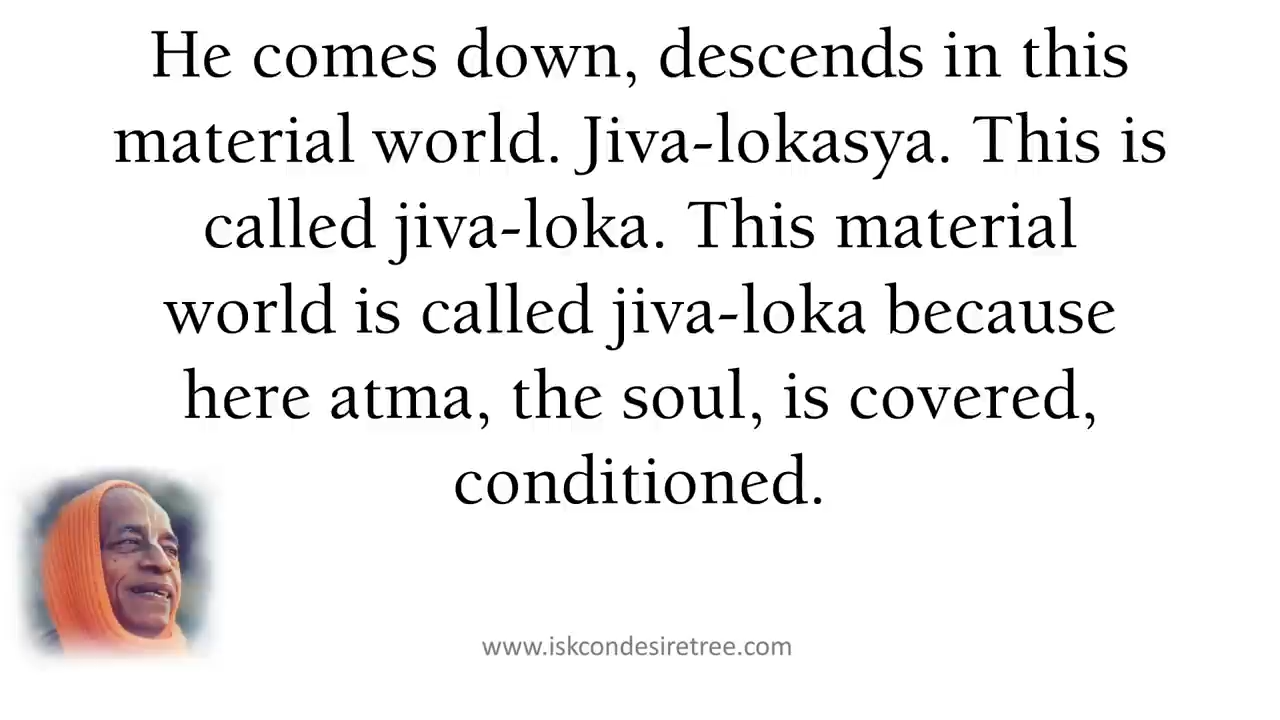 He comes down, descends in this
material world. Jiva-lokasya. This is
called jiva-loka. This material
world is called jiva-loka because
here atma, the soul, is covered,
conditioned.
www.iskcondesiretree.com